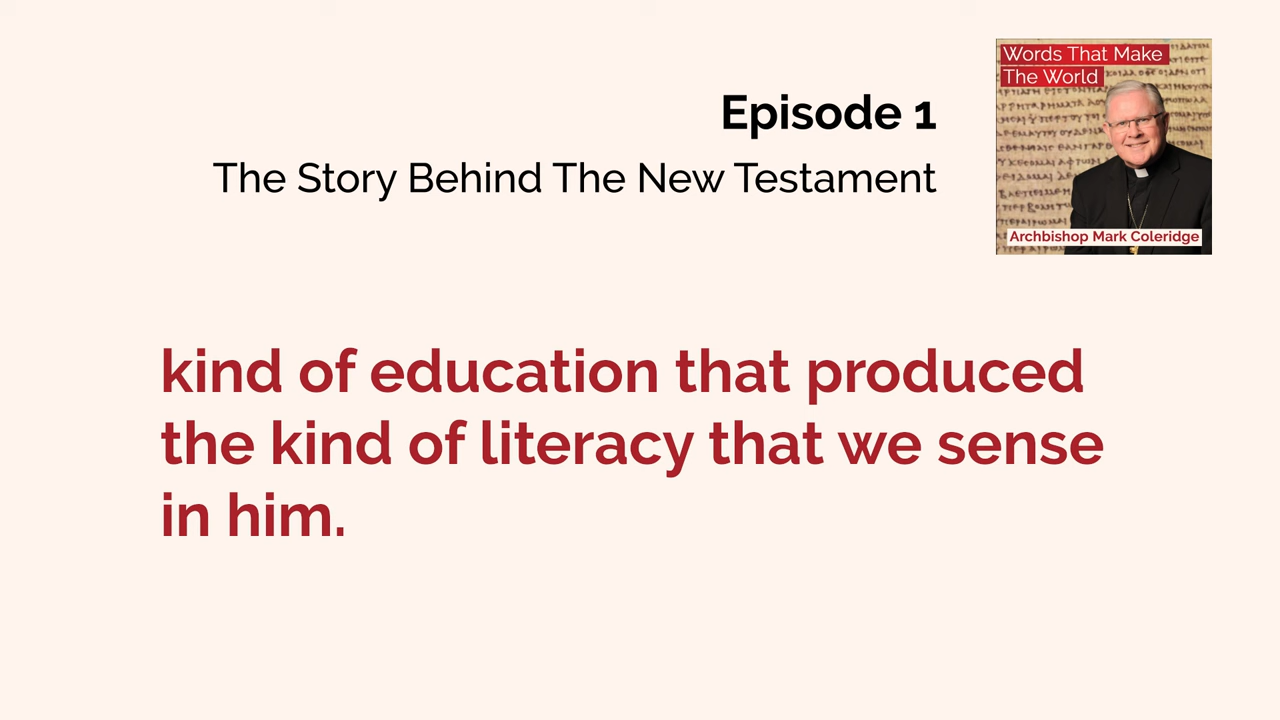 Episode 1
The Story Behind The New Testament
Words That Make
The World
Archbishop Mark Coleridge
kind of education that produced
the kind of literacy that we sense
in him.